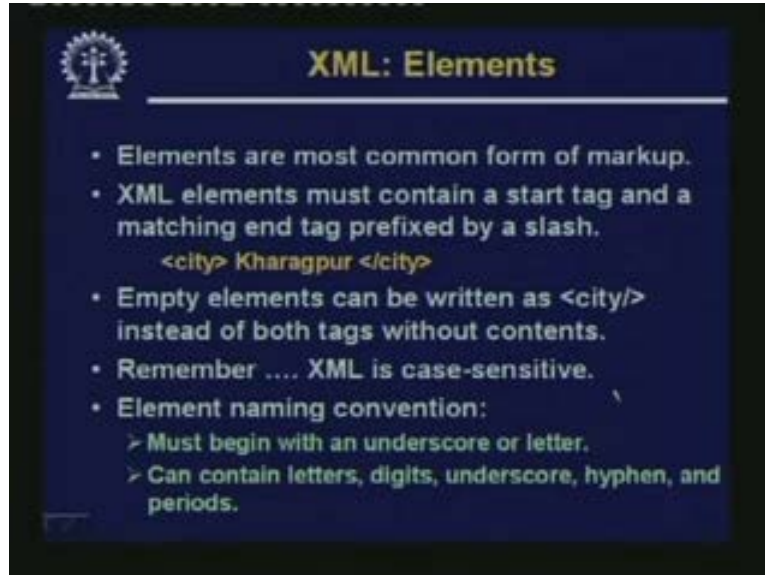 XML: Elements
• Elements are most common form of markup.
• XML elements must contain a start tag and a
matching end tag prefixed by a slash.
<city> Kharagpur </city>
• Empty elements can be written as <city/>
instead of both tags without contents.
• Remember .... XML is case-sensitive.
• Element naming convention:
➢ Must begin with an underscore or letter.
➢ Can contain letters, digits, underscore, hyphen, and
periods.